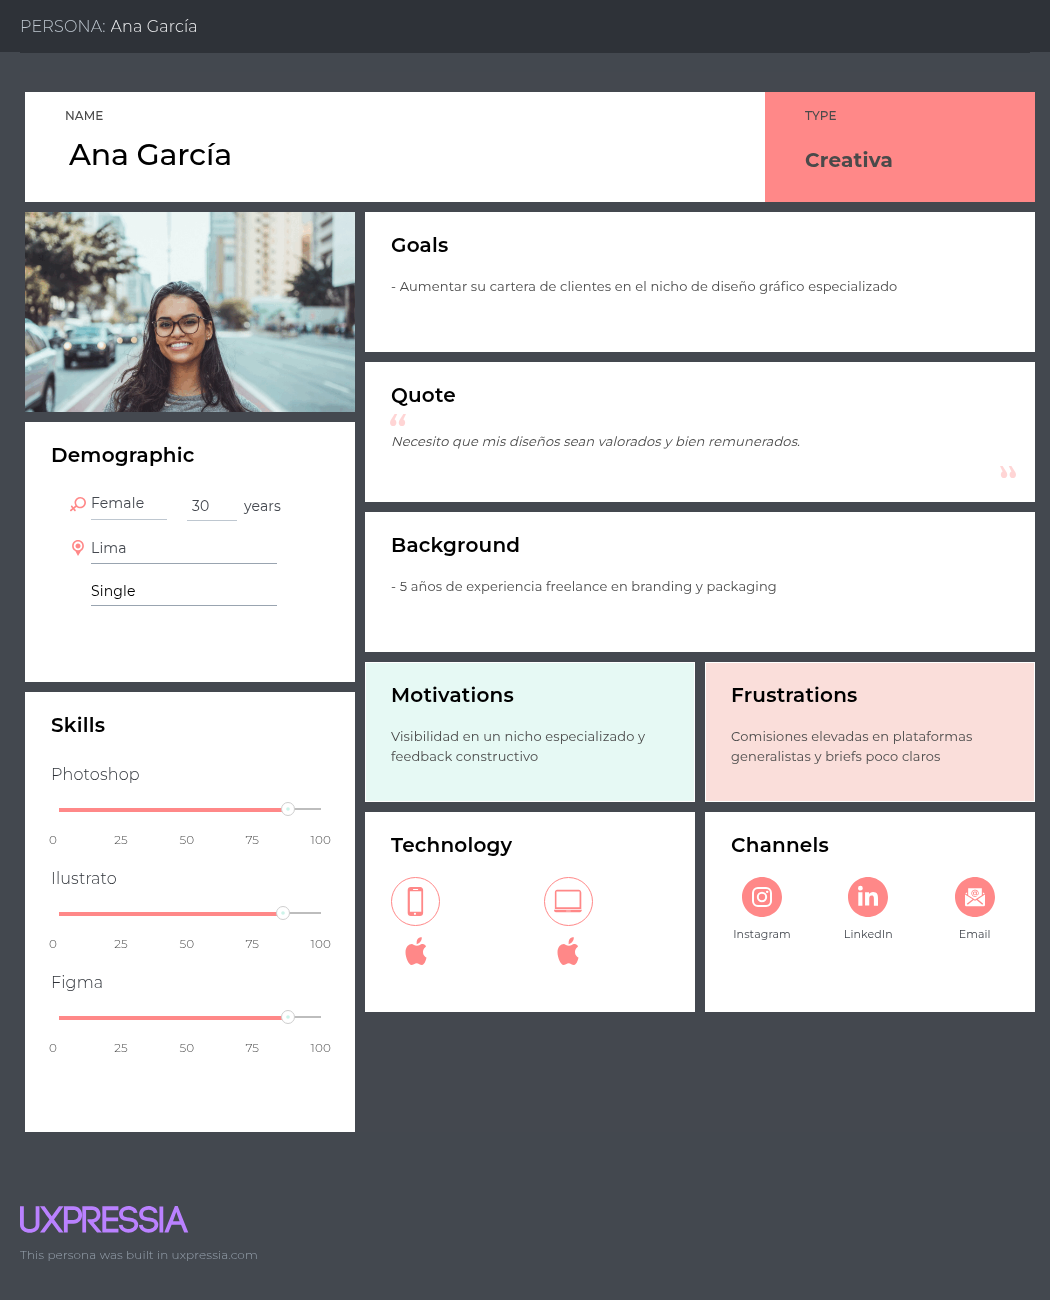 PERSONA: Ana García
NAME
Ana García
TYPE
Creativa
Goals
- Aumentar su cartera de clientes en el nicho de diseño gráfico especializado
Quote
“
Necesito que mis diseños sean valorados y bien remunerados.
”
Demographic
Female 30 years
Lima
Single
Background
- 5 años de experiencia freelance en branding y packaging
Skills
Photoshop
0 25 50 75 100
Ilustrato
0 25 50 75 100
Figma
0 25 50 75 100
Motivations
Visibilidad en un nicho especializado y
feedback constructivo
Frustrations
Comisiones elevadas en plataformas
generalistas y briefs poco claros
Technology
Channels
Instagram
LinkedIn
Email
UXPRESSIA
This persona was built in uxpressia.com